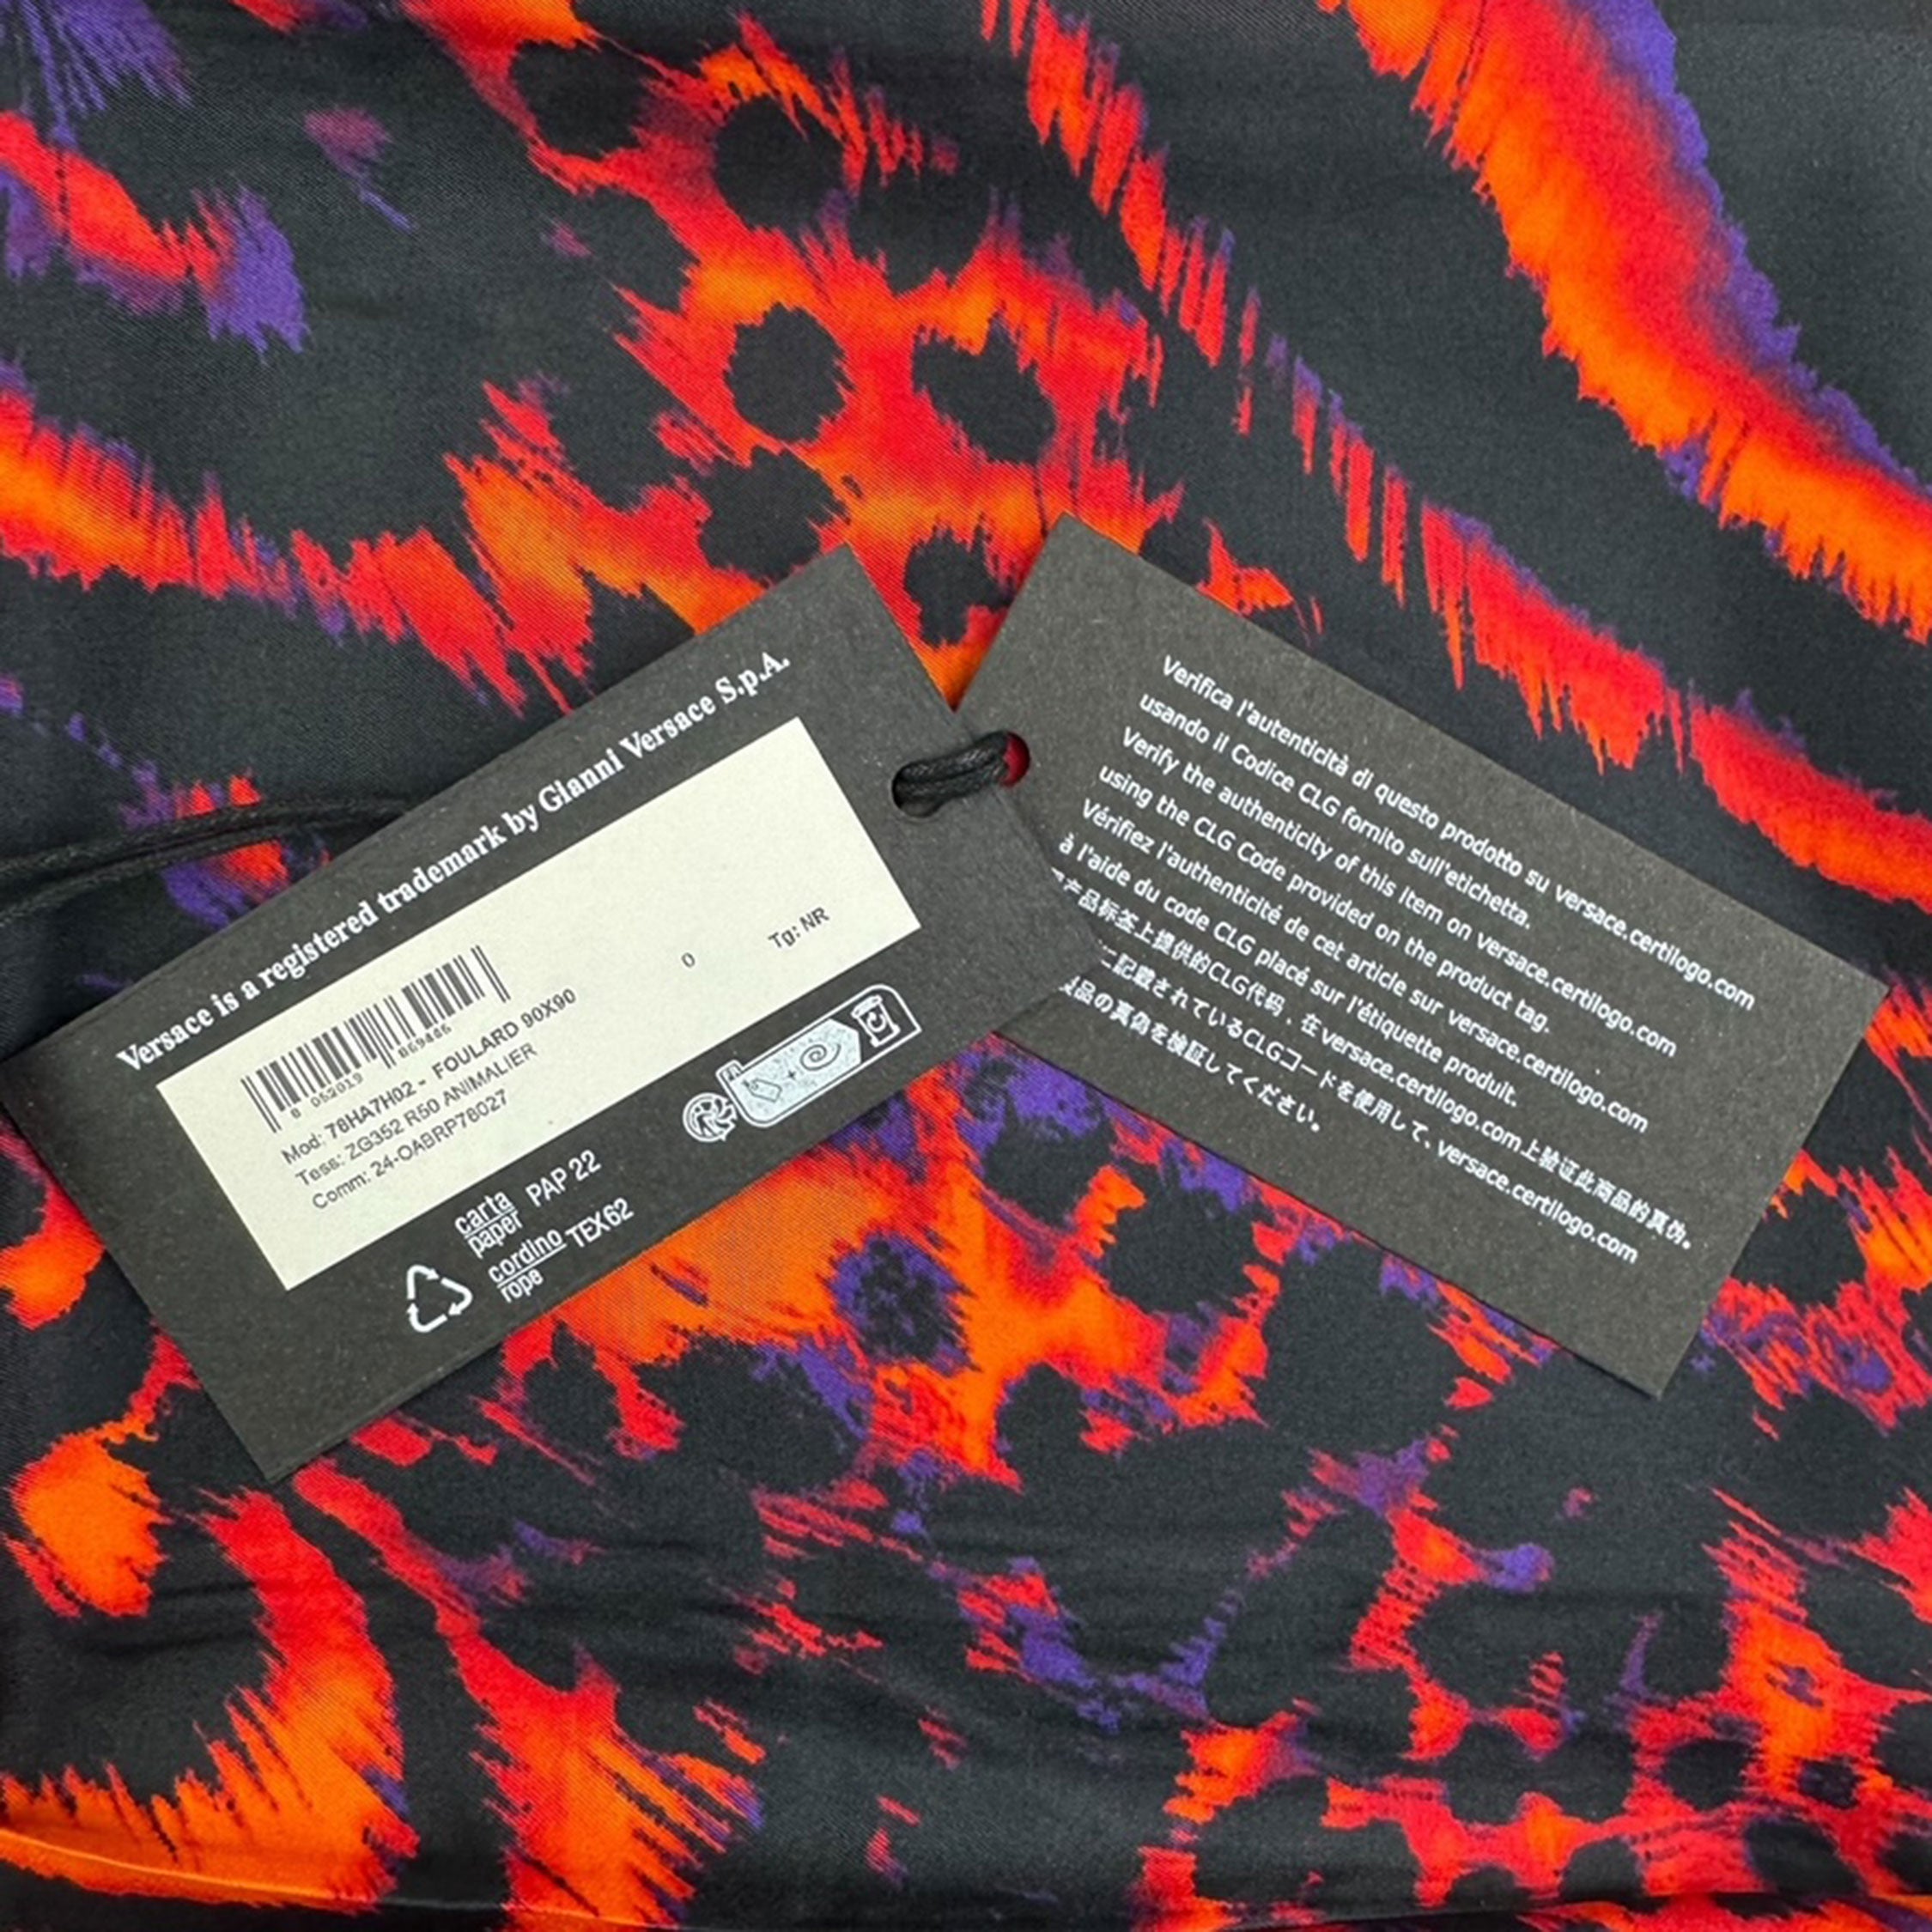 Versace is a registered trademark by Gianni Versace S.p.A.
8 052019 869466
Mod: 78HA7H02 - FOULARD 90X90
Tess: ZG352 R50 ANIMALIER
Comm: 24-OABRP78027
0
Tg: NR
carta
paper
PAP 22
cordino
rope
TEX62
Verifica l'autenticità di questo prodotto su versace.certilogo.com
usando il Codice CLG fornito sull'etichetta.
Verify the authenticity of this item on versace.certilogo.com
using the CLG Code provided on the product tag.
Vérifiez l'authenticité de cet article sur versace.certilogo.com
à l'aide du code CLG placé sur l'étiquette produit.
产品标签上提供的CLG代码，在versace.certilogo.com上验证此商品的真伪。
に記載されているCLGコードを使用して、versace.certilogo.com
品の真偽を検証してください。